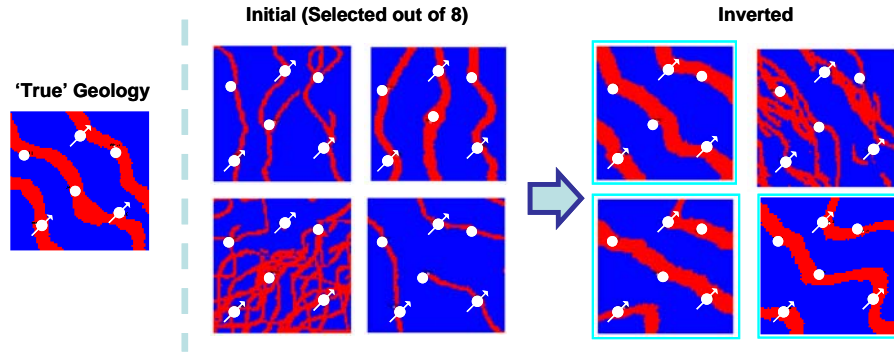 Initial (Selected out of 8)
Inverted
‘True’ Geology